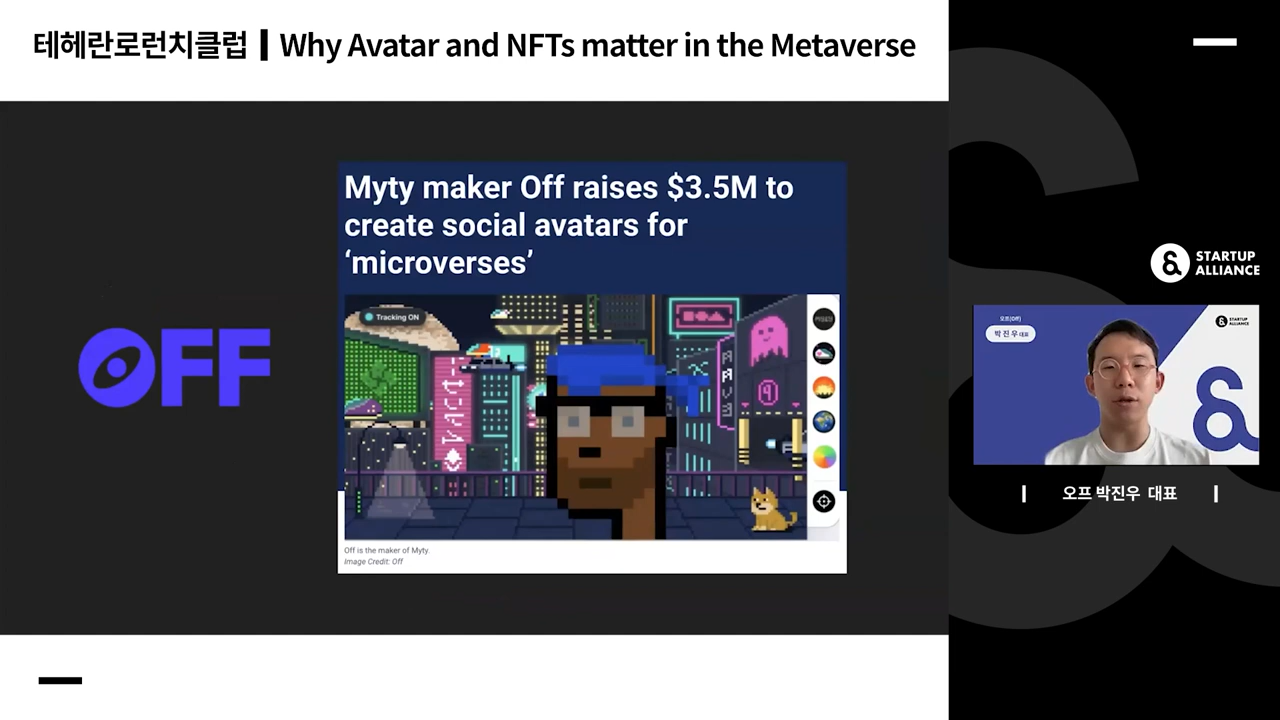 테헤란로런치클럽 ┃ Why Avatar and NFTs matter in the Metaverse
OFF
Myty maker Off raises $3.5M to
create social avatars for
‘microverses’
Tracking ON
Off is the maker of Myty.
Image Credit: Off
&
STARTUP
ALLIANCE
오프(Off)
박진우 대표
STARTUP
ALLIANCE
| 오프 박진우 대표 |